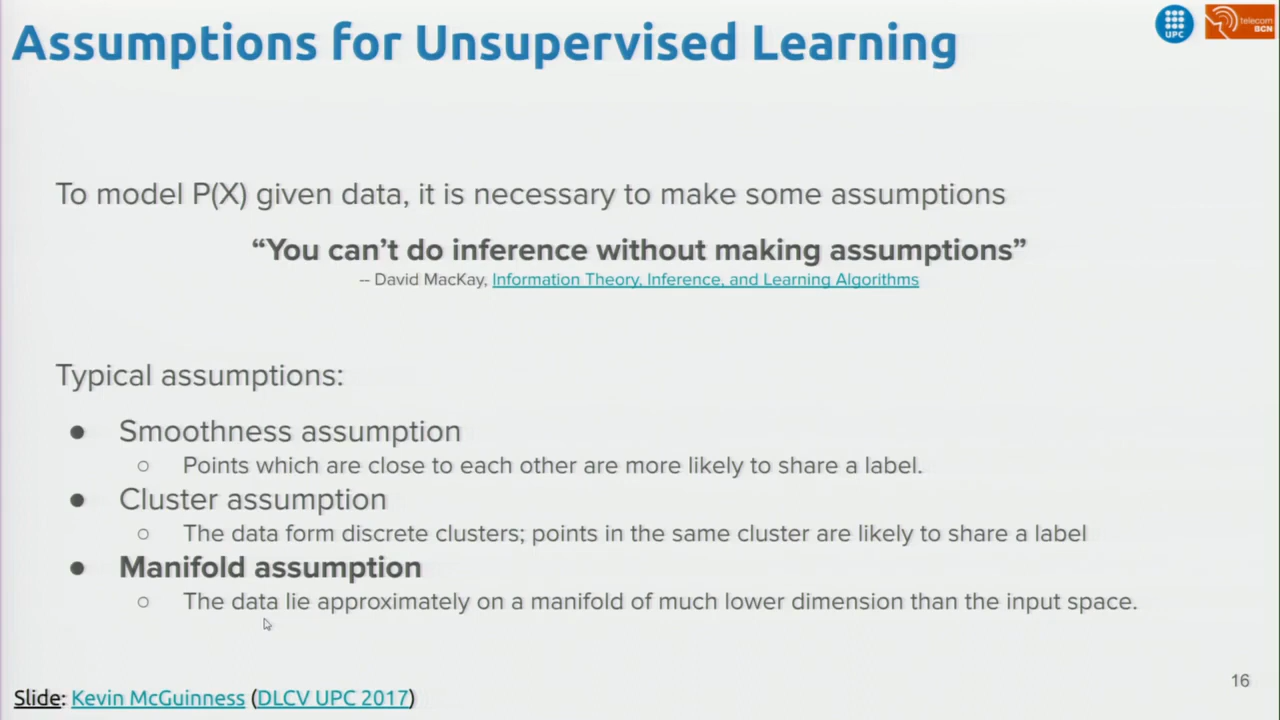 Assumptions for Unsupervised Learning
UPC
telecom
BCN
To model P(X) given data, it is necessary to make some assumptions
“You can’t do inference without making assumptions”
-- David MacKay, Information Theory, Inference, and Learning Algorithms
Typical assumptions:
● Smoothness assumption
○ Points which are close to each other are more likely to share a label.
● Cluster assumption
○ The data form discrete clusters; points in the same cluster are likely to share a label
● Manifold assumption
○ The data lie approximately on a manifold of much lower dimension than the input space.
Slide: Kevin McGuinness (DLCV UPC 2017)
16